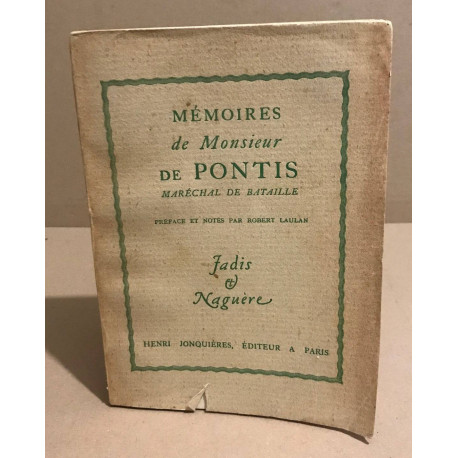 MÉMOIRES
de Monsieur
DE PONTIS
MARÉCHAL DE BATAILLE
PRÉFACE ET NOTES PAR ROBERT LAULAN
Jadis
&
Naguère
HENRI JONQUIÈRES, ÉDITEUR A PARIS